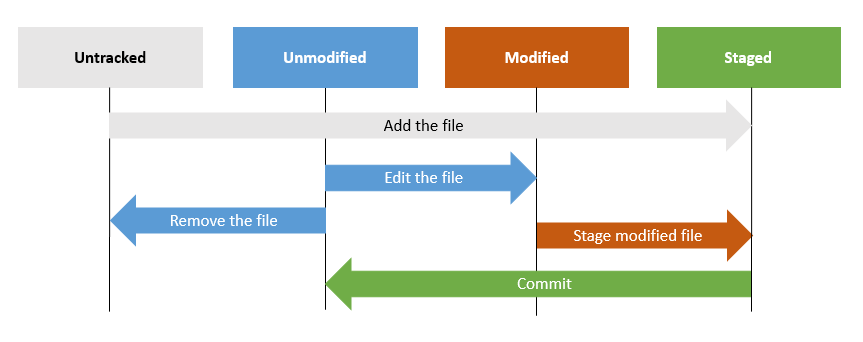 Untracked
Unmodified
Modified
Staged
Add the file
Edit the file
Remove the file
Stage modified file
Commit